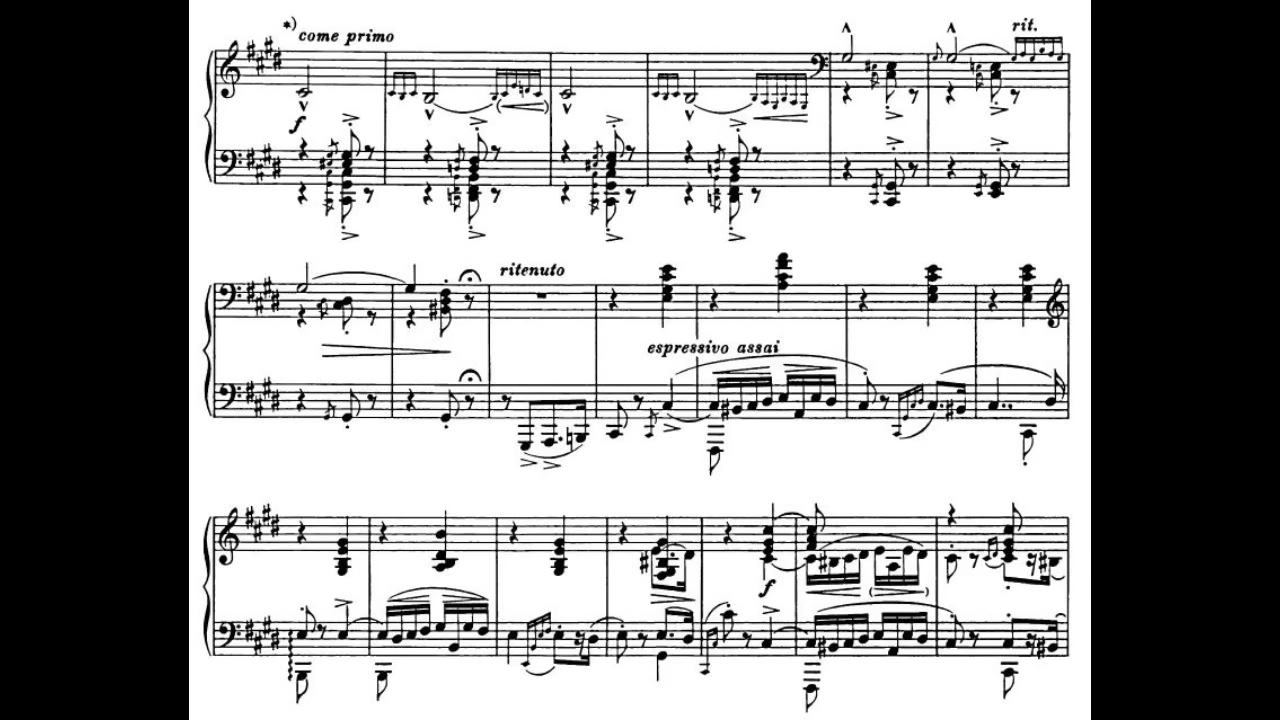 *) come primo
rit.
f
ritenuto
espressivo assai
f